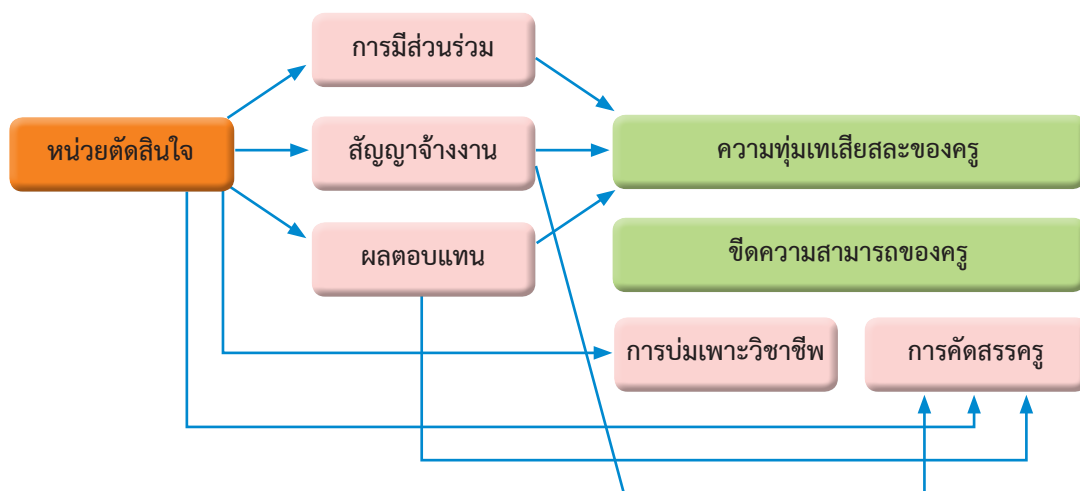 การมีส่วนร่วม
หน่วยตัดสินใจ
สัญญาจ้างงาน
ความทุ่มเทเสียสละของครู
ผลตอบแทน
ขีดความสามารถของครู
การบ่มเพาะวิชาชีพ
การคัดสรรครู